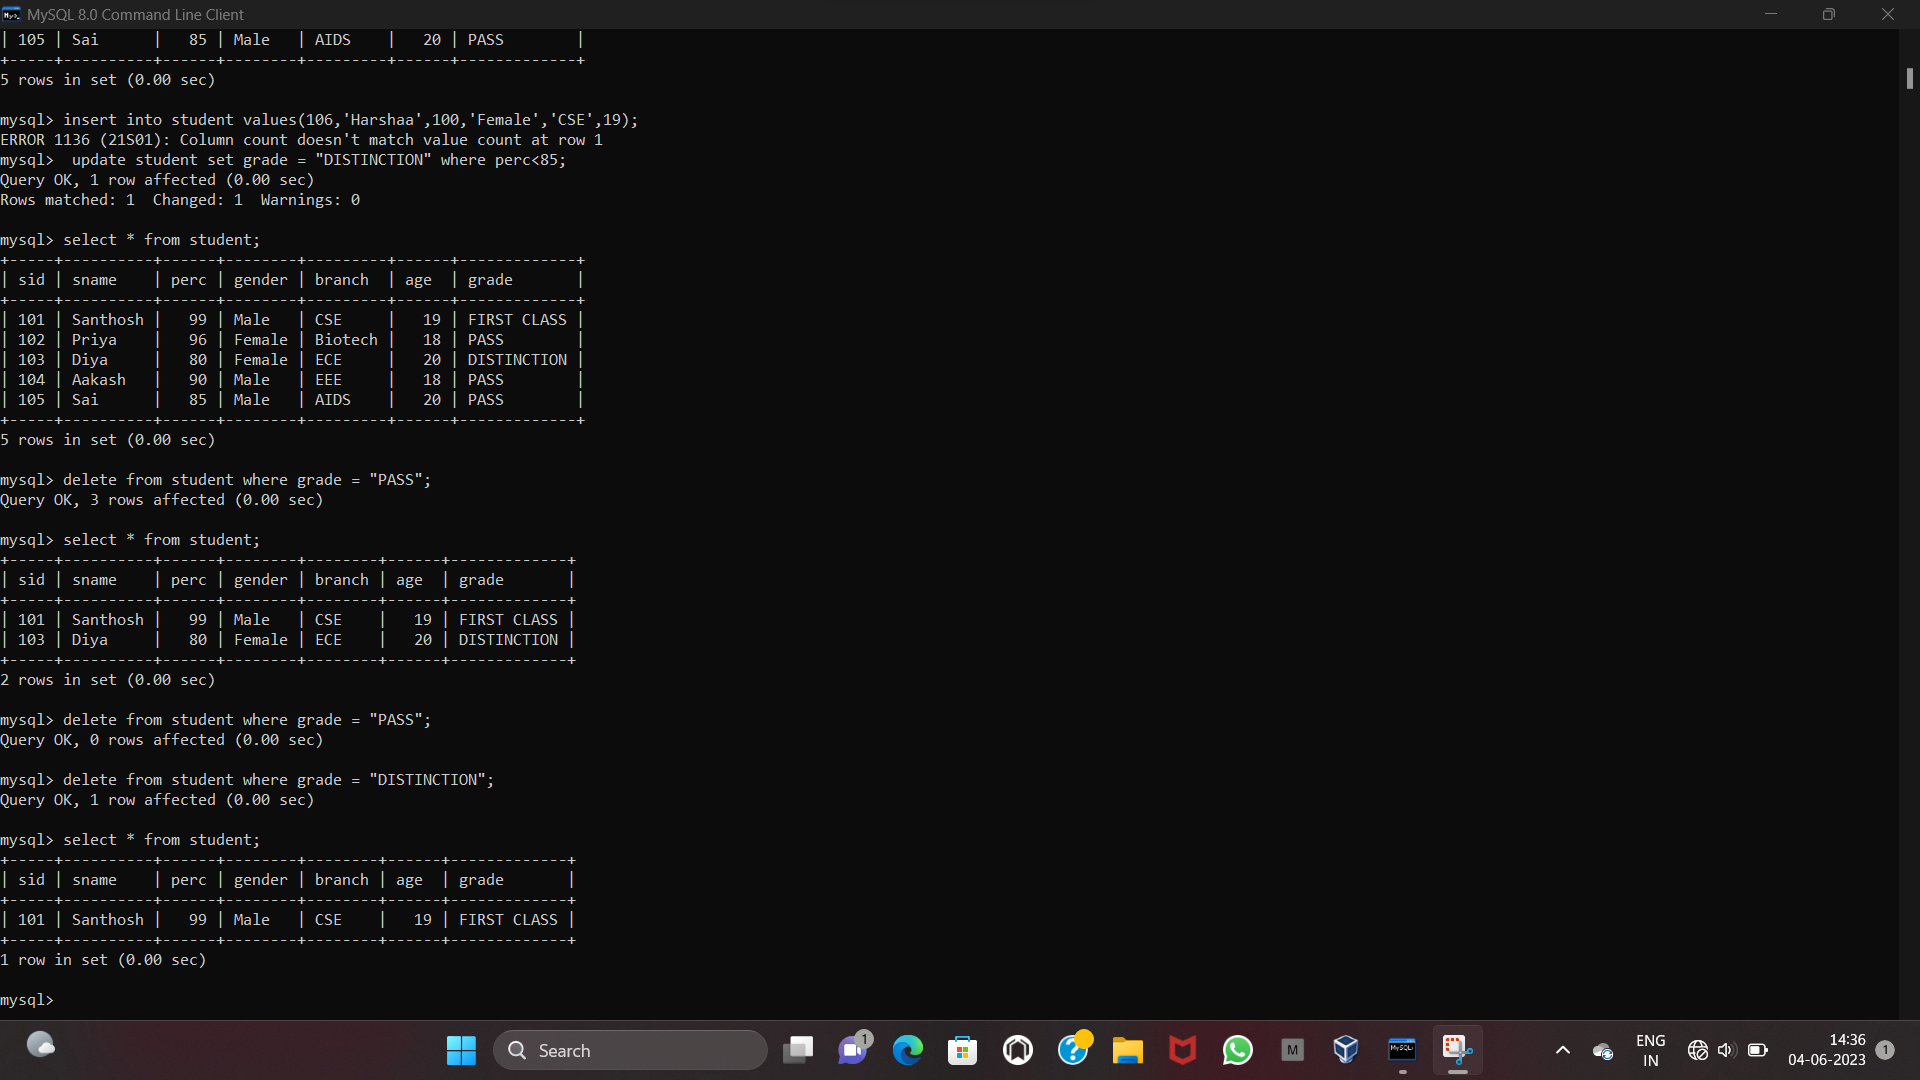 MySQL 8.0 Command Line Client
| 105 | Sai      |   85 | Male   | AIDS    |   20 | PASS        |
+-----+----------+------+--------+---------+------+-------------+
5 rows in set (0.00 sec)
mysql> insert into student values(106,'Harshaa',100,'Female','CSE',19);
ERROR 1136 (21S01): Column count doesn't match value count at row 1
mysql>  update student set grade = "DISTINCTION" where perc<85;
Query OK, 1 row affected (0.00 sec)
Rows matched: 1  Changed: 1  Warnings: 0
mysql> select * from student;
+-----+----------+------+--------+---------+------+-------------+
| sid | sname    | perc | gender | branch  | age  | grade       |
+-----+----------+------+--------+---------+------+-------------+
| 101 | Santhosh |   99 | Male   | CSE     |   19 | FIRST CLASS |
| 102 | Priya    |   96 | Female | Biotech |   18 | PASS        |
| 103 | Diya     |   80 | Female | ECE     |   20 | DISTINCTION |
| 104 | Aakash   |   90 | Male   | EEE     |   18 | PASS        |
| 105 | Sai      |   85 | Male   | AIDS    |   20 | PASS        |
+-----+----------+------+--------+---------+------+-------------+
5 rows in set (0.00 sec)
mysql> delete from student where grade = "PASS";
Query OK, 3 rows affected (0.00 sec)
mysql> select * from student;
+-----+----------+------+--------+--------+------+-------------+
| sid | sname    | perc | gender | branch | age  | grade       |
+-----+----------+------+--------+--------+------+-------------+
| 101 | Santhosh |   99 | Male   | CSE    |   19 | FIRST CLASS |
| 103 | Diya     |   80 | Female | ECE    |   20 | DISTINCTION |
+-----+----------+------+--------+--------+------+-------------+
2 rows in set (0.00 sec)
mysql> delete from student where grade = "PASS";
Query OK, 0 rows affected (0.00 sec)
mysql> delete from student where grade = "DISTINCTION";
Query OK, 1 row affected (0.00 sec)
mysql> select * from student;
+-----+----------+------+--------+--------+------+-------------+
| sid | sname    | perc | gender | branch | age  | grade       |
+-----+----------+------+--------+--------+------+-------------+
| 101 | Santhosh |   99 | Male   | CSE    |   19 | FIRST CLASS |
+-----+----------+------+--------+--------+------+-------------+
1 row in set (0.00 sec)
mysql>
Search
1
M
ENG
IN
14:36
04-06-2023
1